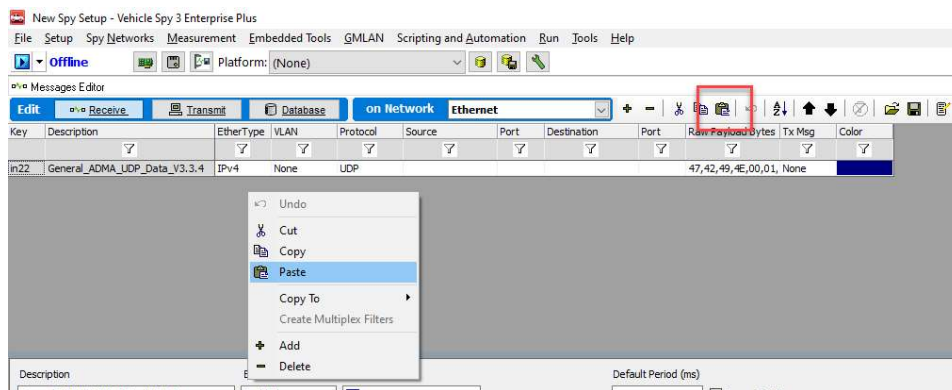 New Spy Setup - Vehicle Spy 3 Enterprise Plus
File Setup Spy Networks Measurement Embedded Tools GMLAN Scripting and Automation Run Tools Help
Offline Platform: (None)
Messages Editor
Edit Receive Transmit Database on Network Ethernet
Key Description EtherType VLAN Protocol Source Port Destination Port Raw Payload Bytes Tx Msg Color
in22 General_ADMA_UDP_Data_V3.3.4 IPv4 None UDP 47,42,49,4E,00,01, None
Undo
Cut
Copy
Paste
Copy To
Create Multiplex Filters
Add
Delete
Description Default Period (ms)